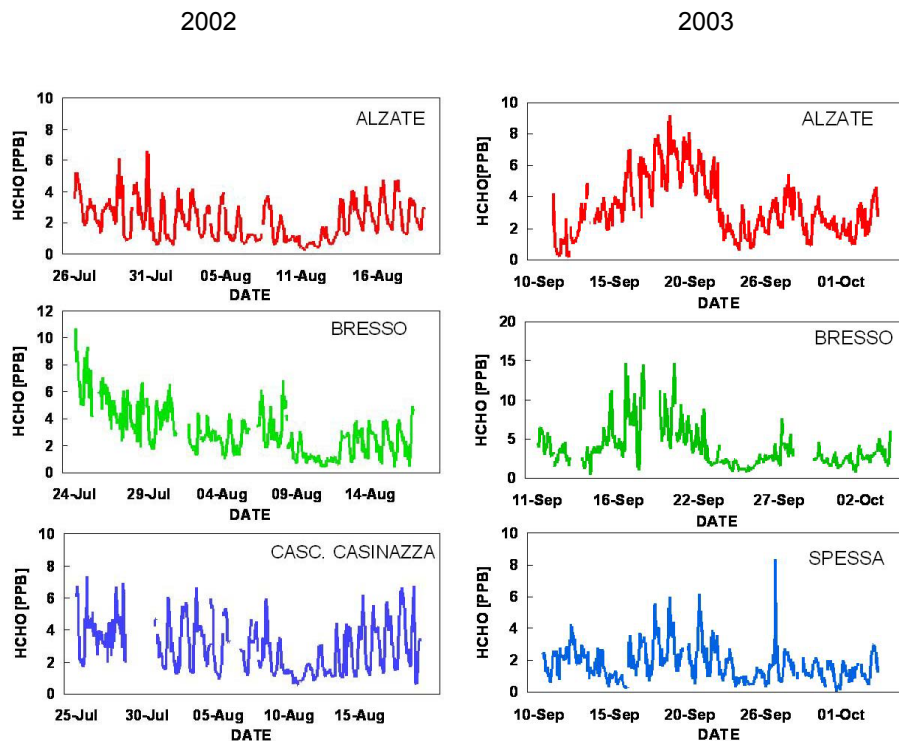 2002
2003
ALZATE
HCHO [PPB]
10
8
6
4
2
0
26-Jul 31-Jul 05-Aug 11-Aug 16-Aug
DATE
ALZATE
HCHO[PPB]
10
8
6
4
2
0
10-Sep 15-Sep 20-Sep 26-Sep 01-Oct
DATE
BRESSO
HCHO [PPB]
12
10
8
6
4
2
0
24-Jul 29-Jul 04-Aug 09-Aug 14-Aug
DATE
BRESSO
HCHO [PPB]
20
15
10
5
0
11-Sep 16-Sep 22-Sep 27-Sep 02-Oct
DATE
CASC. CASINAZZA
HCHO [PPB]
10
8
6
4
2
0
25-Jul 30-Jul 05-Aug 10-Aug 15-Aug
DATE
SPESSA
HCHO [PPB]
10
8
6
4
2
0
10-Sep 15-Sep 20-Sep 26-Sep 01-Oct
DATE